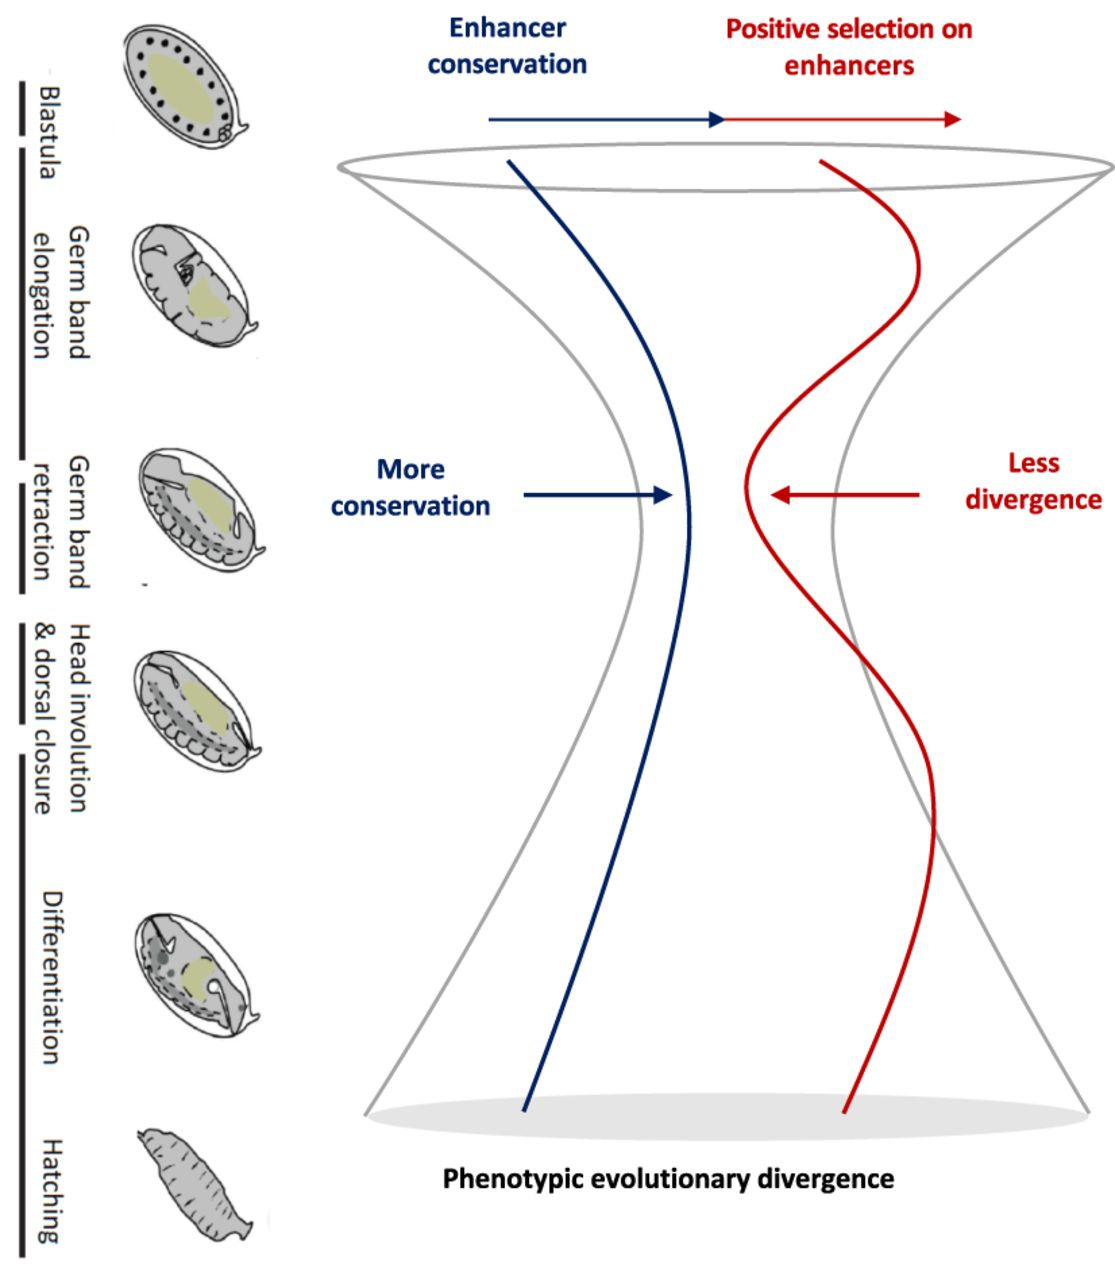 Enhancer
conservation
Positive selection on
enhancers
Blastula
Germ band
elongation
Germ band
retraction
More
conservation
Less
divergence
Head involution
& dorsal closure
Differentiation
Hatching
Phenotypic evolutionary divergence